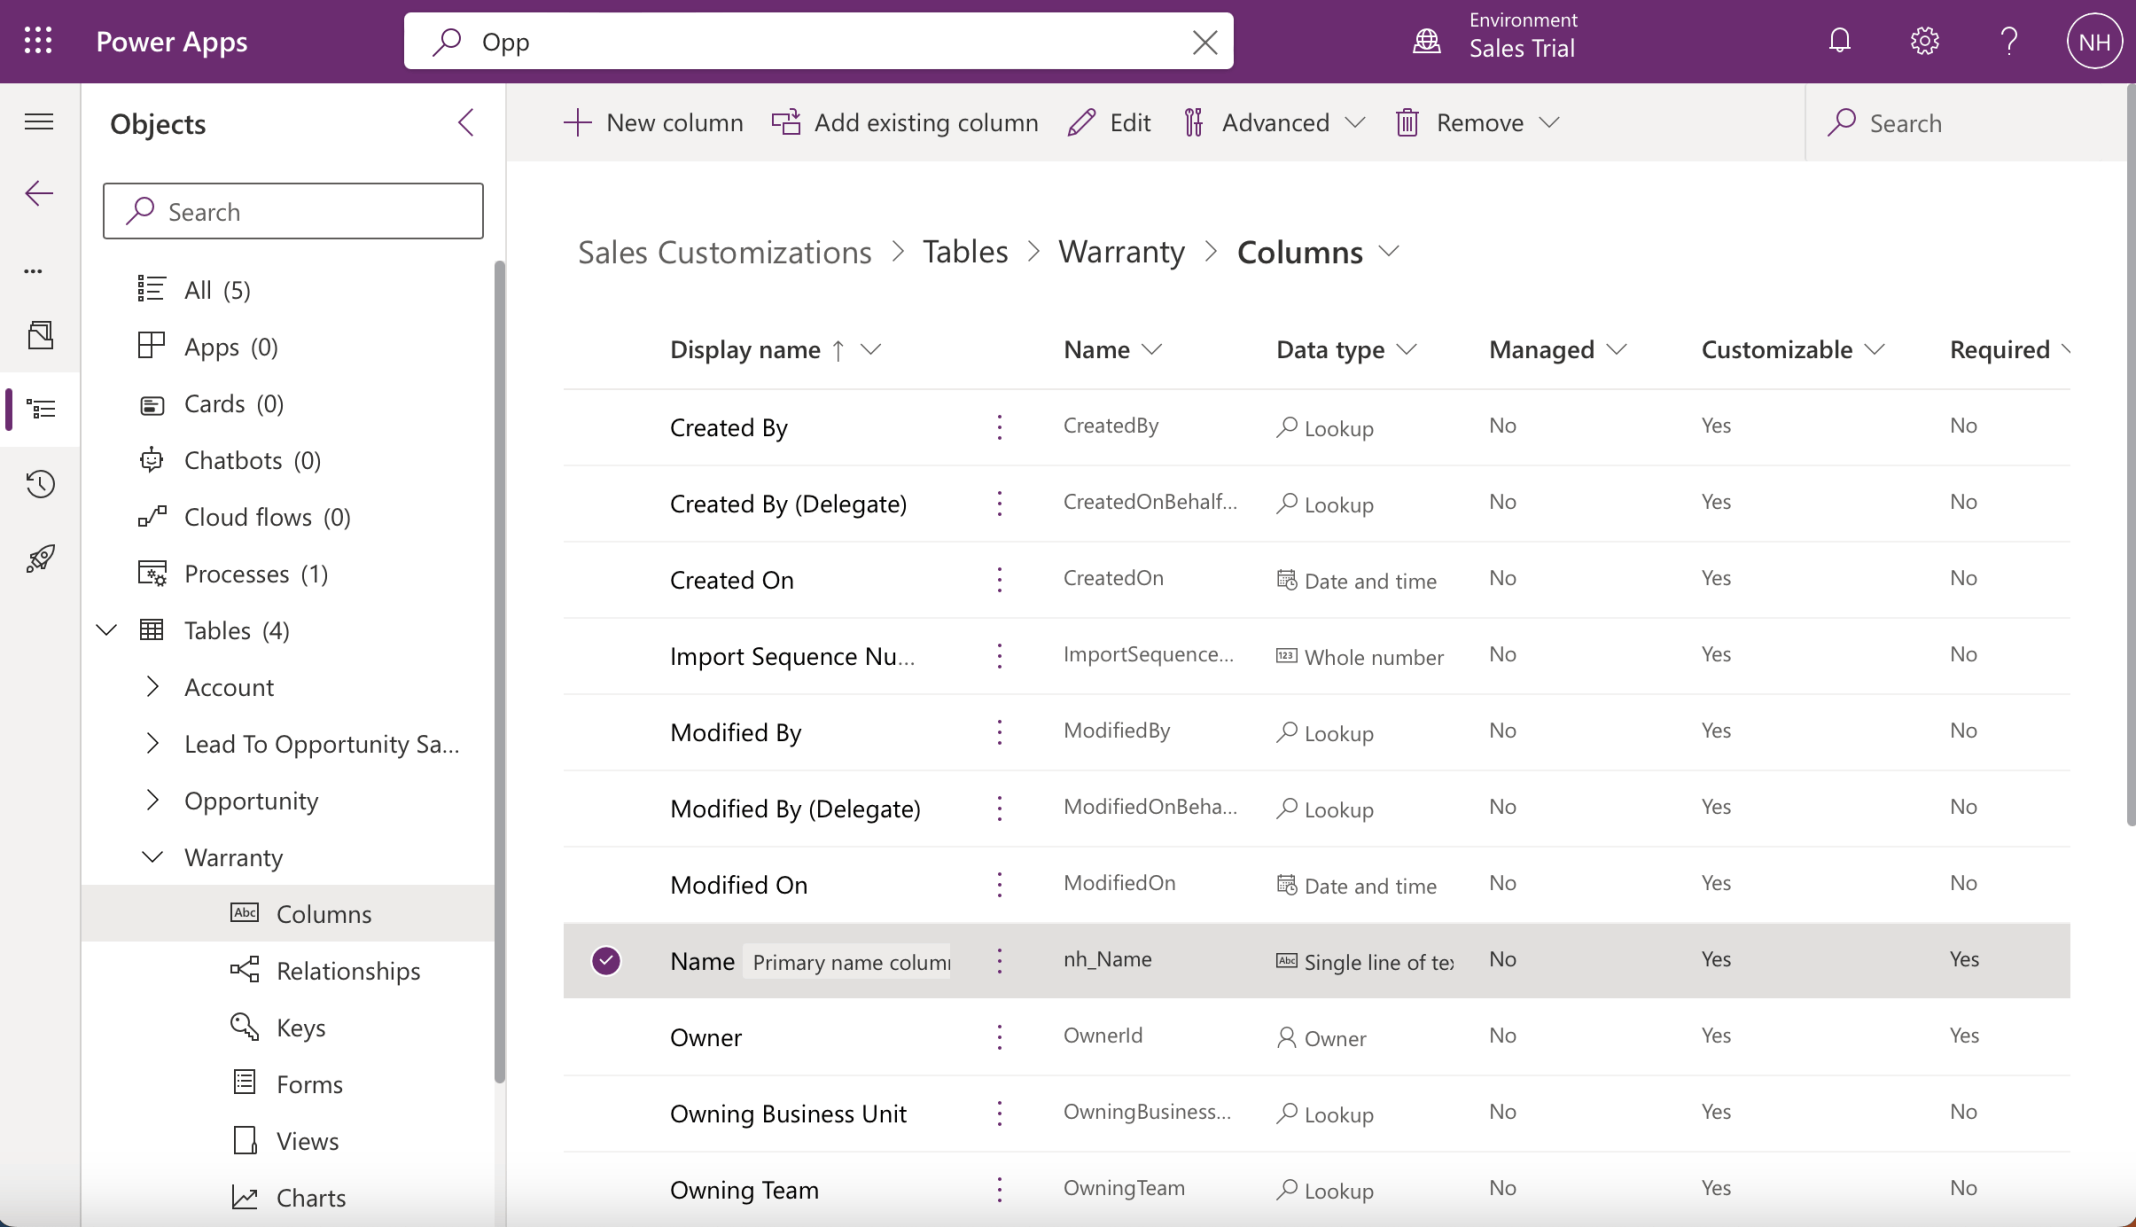 Power Apps
Opp
Environment
Sales Trial
NH
Objects
Search
All (5)
Apps (0)
Cards (0)
Chatbots (0)
Cloud flows (0)
Processes (1)
Tables (4)
Account
Lead To Opportunity Sa...
Opportunity
Warranty
Abc Columns
Relationships
Keys
Forms
Views
Charts
New column Add existing column Edit Advanced Remove Search
Sales Customizations > Tables > Warranty > Columns
Display name ↑ Name Data type Managed Customizable Required
Created By CreatedBy Lookup No Yes No
Created By (Delegate) CreatedOnBehalf... Lookup No Yes No
Created On CreatedOn Date and time No Yes No
Import Sequence Nu... ImportSequence... 123 Whole number No Yes No
Modified By ModifiedBy Lookup No Yes No
Modified By (Delegate) ModifiedOnBeha... Lookup No Yes No
Modified On ModifiedOn Date and time No Yes No
Name Primary name colum nh_Name Abc Single line of te No Yes Yes
Owner OwnerId Owner No Yes Yes
Owning Business Unit OwningBusiness... Lookup No Yes No
Owning Team OwningTeam Lookup No Yes No